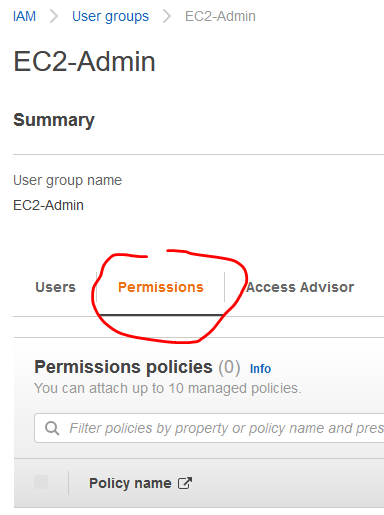 IAM > User groups > EC2-Admin
EC2-Admin
Summary
User group name
EC2-Admin
Users Permissions Access Advisor
Permissions policies (0) Info
You can attach up to 10 managed policies.
Filter policies by property or policy name and pres
Policy name